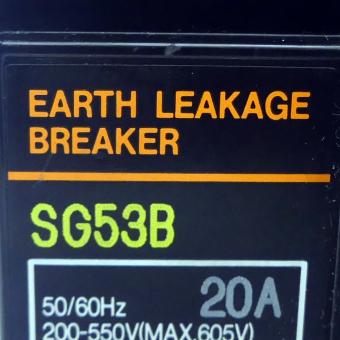 EARTH LEAKAGE
BREAKER
SG53B
50/60Hz 20A
200-550V(MAX.605V)